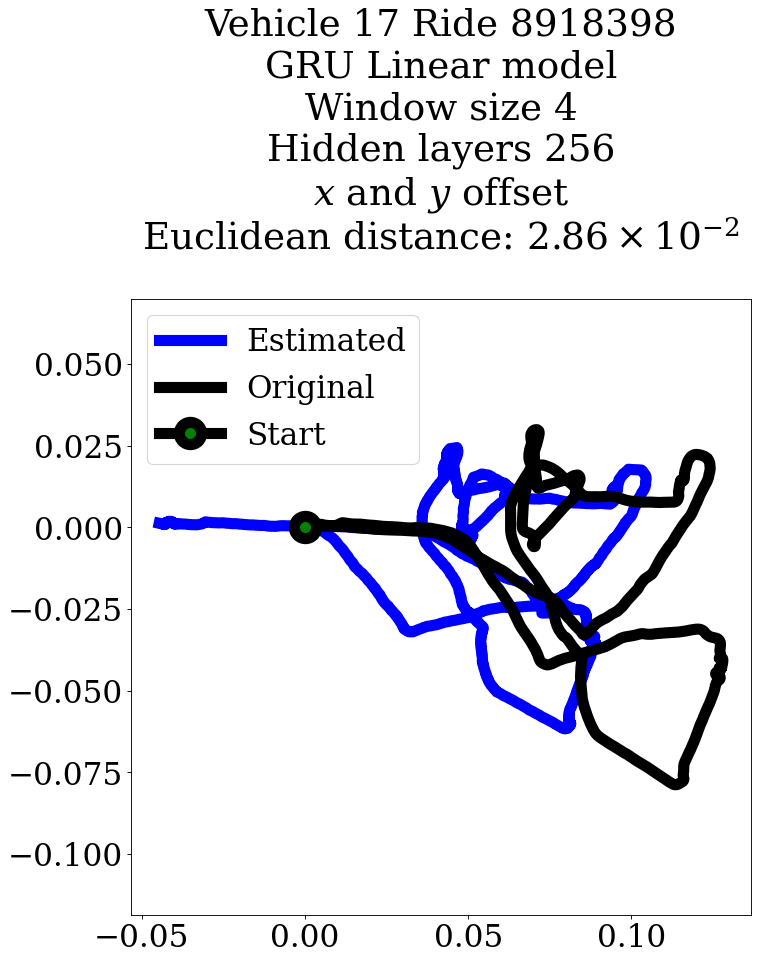 Vehicle 17 Ride 8918398
GRU Linear model
Window size 4
Hidden layers 256
x and y offset
Euclidean distance: 2.86 × 10⁻²
Estimated
Original
Start
0.050
0.025
0.000
−0.025
−0.050
−0.075
−0.100
−0.05 0.00 0.05 0.10